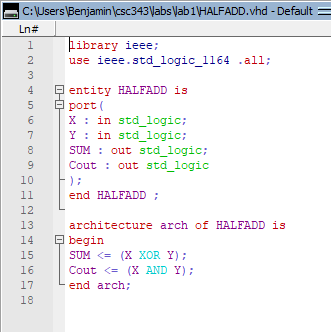 C:\Users\Benjamin\csc343\labs\lab1\HALFADD.vhd - Default
Ln#
1 library ieee;
2 use ieee.std_logic_1164 .all;
3
4 entity HALFADD is
5 port(
6 X : in std_logic;
7 Y : in std_logic;
8 SUM : out std_logic;
9 Cout : out std_logic
10 );
11 end HALFADD ;
12
13 architecture arch of HALFADD is
14 begin
15 SUM <= (X XOR Y);
16 Cout <= (X AND Y);
17 end arch;
18